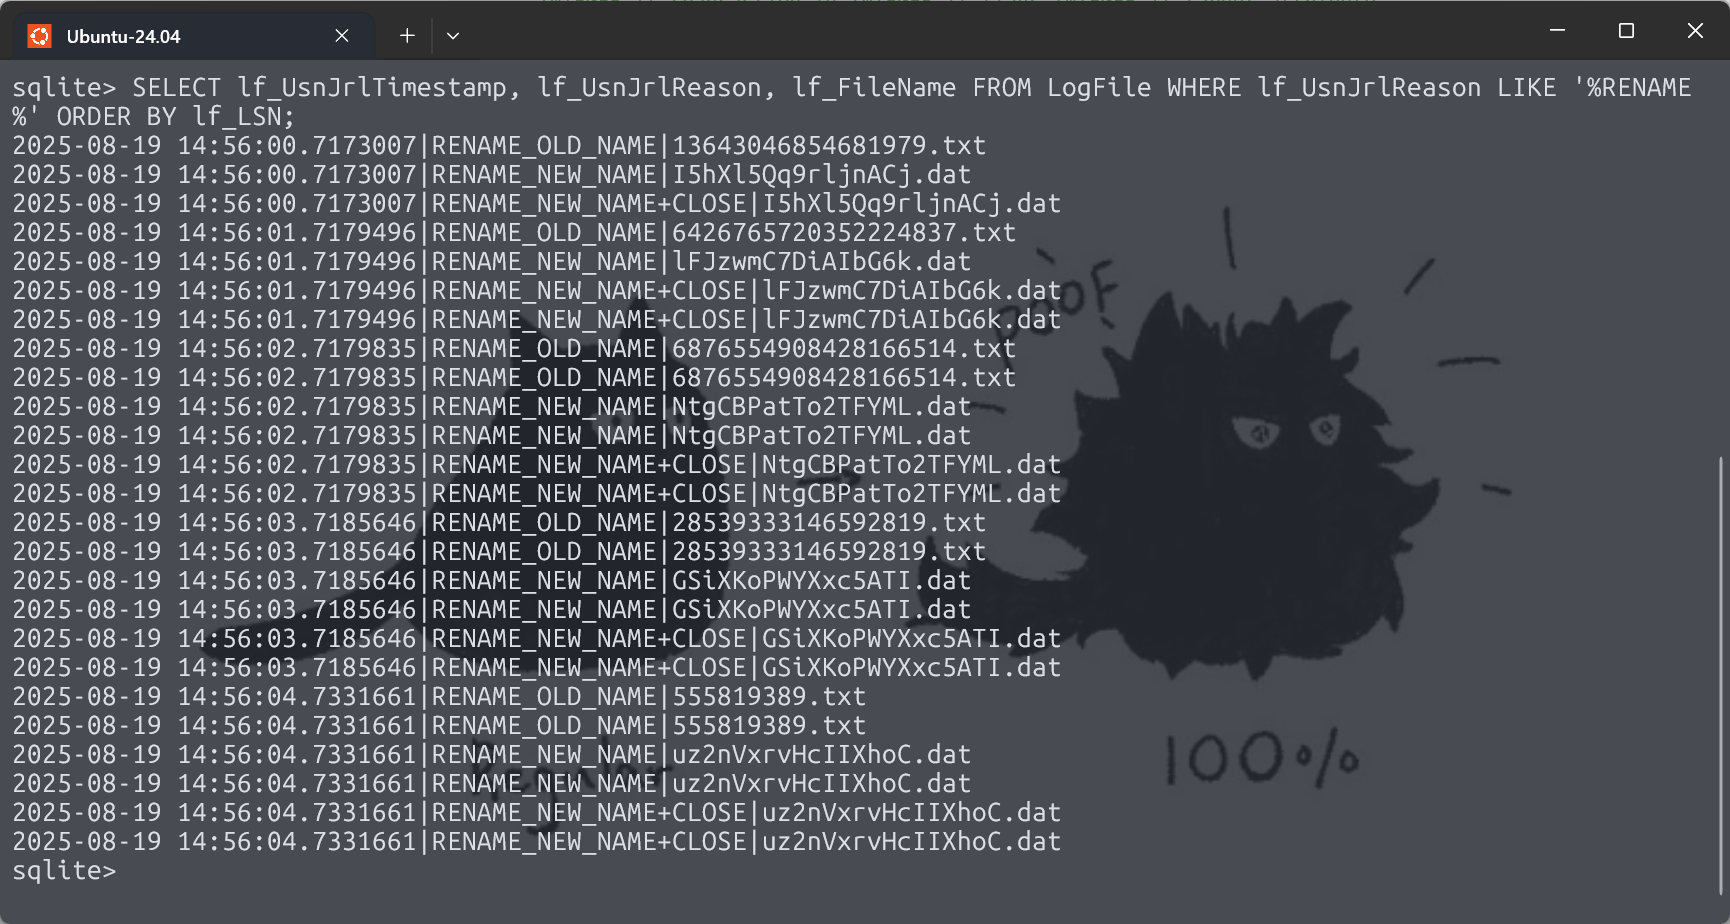 Ubuntu-24.04
sqlite> SELECT lf_UsnJrlTimestamp, lf_UsnJrlReason, lf_FileName FROM LogFile WHERE lf_UsnJrlReason LIKE '%RENAME
%' ORDER BY lf_LSN;
2025-08-19 14:56:00.7173007|RENAME_OLD_NAME|13643046854681979.txt
2025-08-19 14:56:00.7173007|RENAME_NEW_NAME|I5hXl5Qq9rljnACj.dat
2025-08-19 14:56:00.7173007|RENAME_NEW_NAME+CLOSE|I5hXl5Qq9rljnACj.dat
2025-08-19 14:56:01.7179496|RENAME_OLD_NAME|6426765720352224837.txt
2025-08-19 14:56:01.7179496|RENAME_NEW_NAME|lFJzwmC7DiAIbG6k.dat
2025-08-19 14:56:01.7179496|RENAME_NEW_NAME+CLOSE|lFJzwmC7DiAIbG6k.dat
2025-08-19 14:56:01.7179496|RENAME_NEW_NAME+CLOSE|lFJzwmC7DiAIbG6k.dat
2025-08-19 14:56:02.7179835|RENAME_OLD_NAME|6876554908428166514.txt
2025-08-19 14:56:02.7179835|RENAME_OLD_NAME|6876554908428166514.txt
2025-08-19 14:56:02.7179835|RENAME_NEW_NAME|NtgCBPatTo2TFYML.dat
2025-08-19 14:56:02.7179835|RENAME_NEW_NAME|NtgCBPatTo2TFYML.dat
2025-08-19 14:56:02.7179835|RENAME_NEW_NAME+CLOSE|NtgCBPatTo2TFYML.dat
2025-08-19 14:56:02.7179835|RENAME_NEW_NAME+CLOSE|NtgCBPatTo2TFYML.dat
2025-08-19 14:56:03.7185646|RENAME_OLD_NAME|28539333146592819.txt
2025-08-19 14:56:03.7185646|RENAME_OLD_NAME|28539333146592819.txt
2025-08-19 14:56:03.7185646|RENAME_NEW_NAME|GSiXKoPWYXxc5ATI.dat
2025-08-19 14:56:03.7185646|RENAME_NEW_NAME|GSiXKoPWYXxc5ATI.dat
2025-08-19 14:56:03.7185646|RENAME_NEW_NAME+CLOSE|GSiXKoPWYXxc5ATI.dat
2025-08-19 14:56:03.7185646|RENAME_NEW_NAME+CLOSE|GSiXKoPWYXxc5ATI.dat
2025-08-19 14:56:04.7331661|RENAME_OLD_NAME|555819389.txt
2025-08-19 14:56:04.7331661|RENAME_OLD_NAME|555819389.txt
2025-08-19 14:56:04.7331661|RENAME_NEW_NAME|uz2nVxrvHcIIXhoC.dat
2025-08-19 14:56:04.7331661|RENAME_NEW_NAME|uz2nVxrvHcIIXhoC.dat
2025-08-19 14:56:04.7331661|RENAME_NEW_NAME+CLOSE|uz2nVxrvHcIIXhoC.dat
2025-08-19 14:56:04.7331661|RENAME_NEW_NAME+CLOSE|uz2nVxrvHcIIXhoC.dat
sqlite>
POOF
Regular
100%